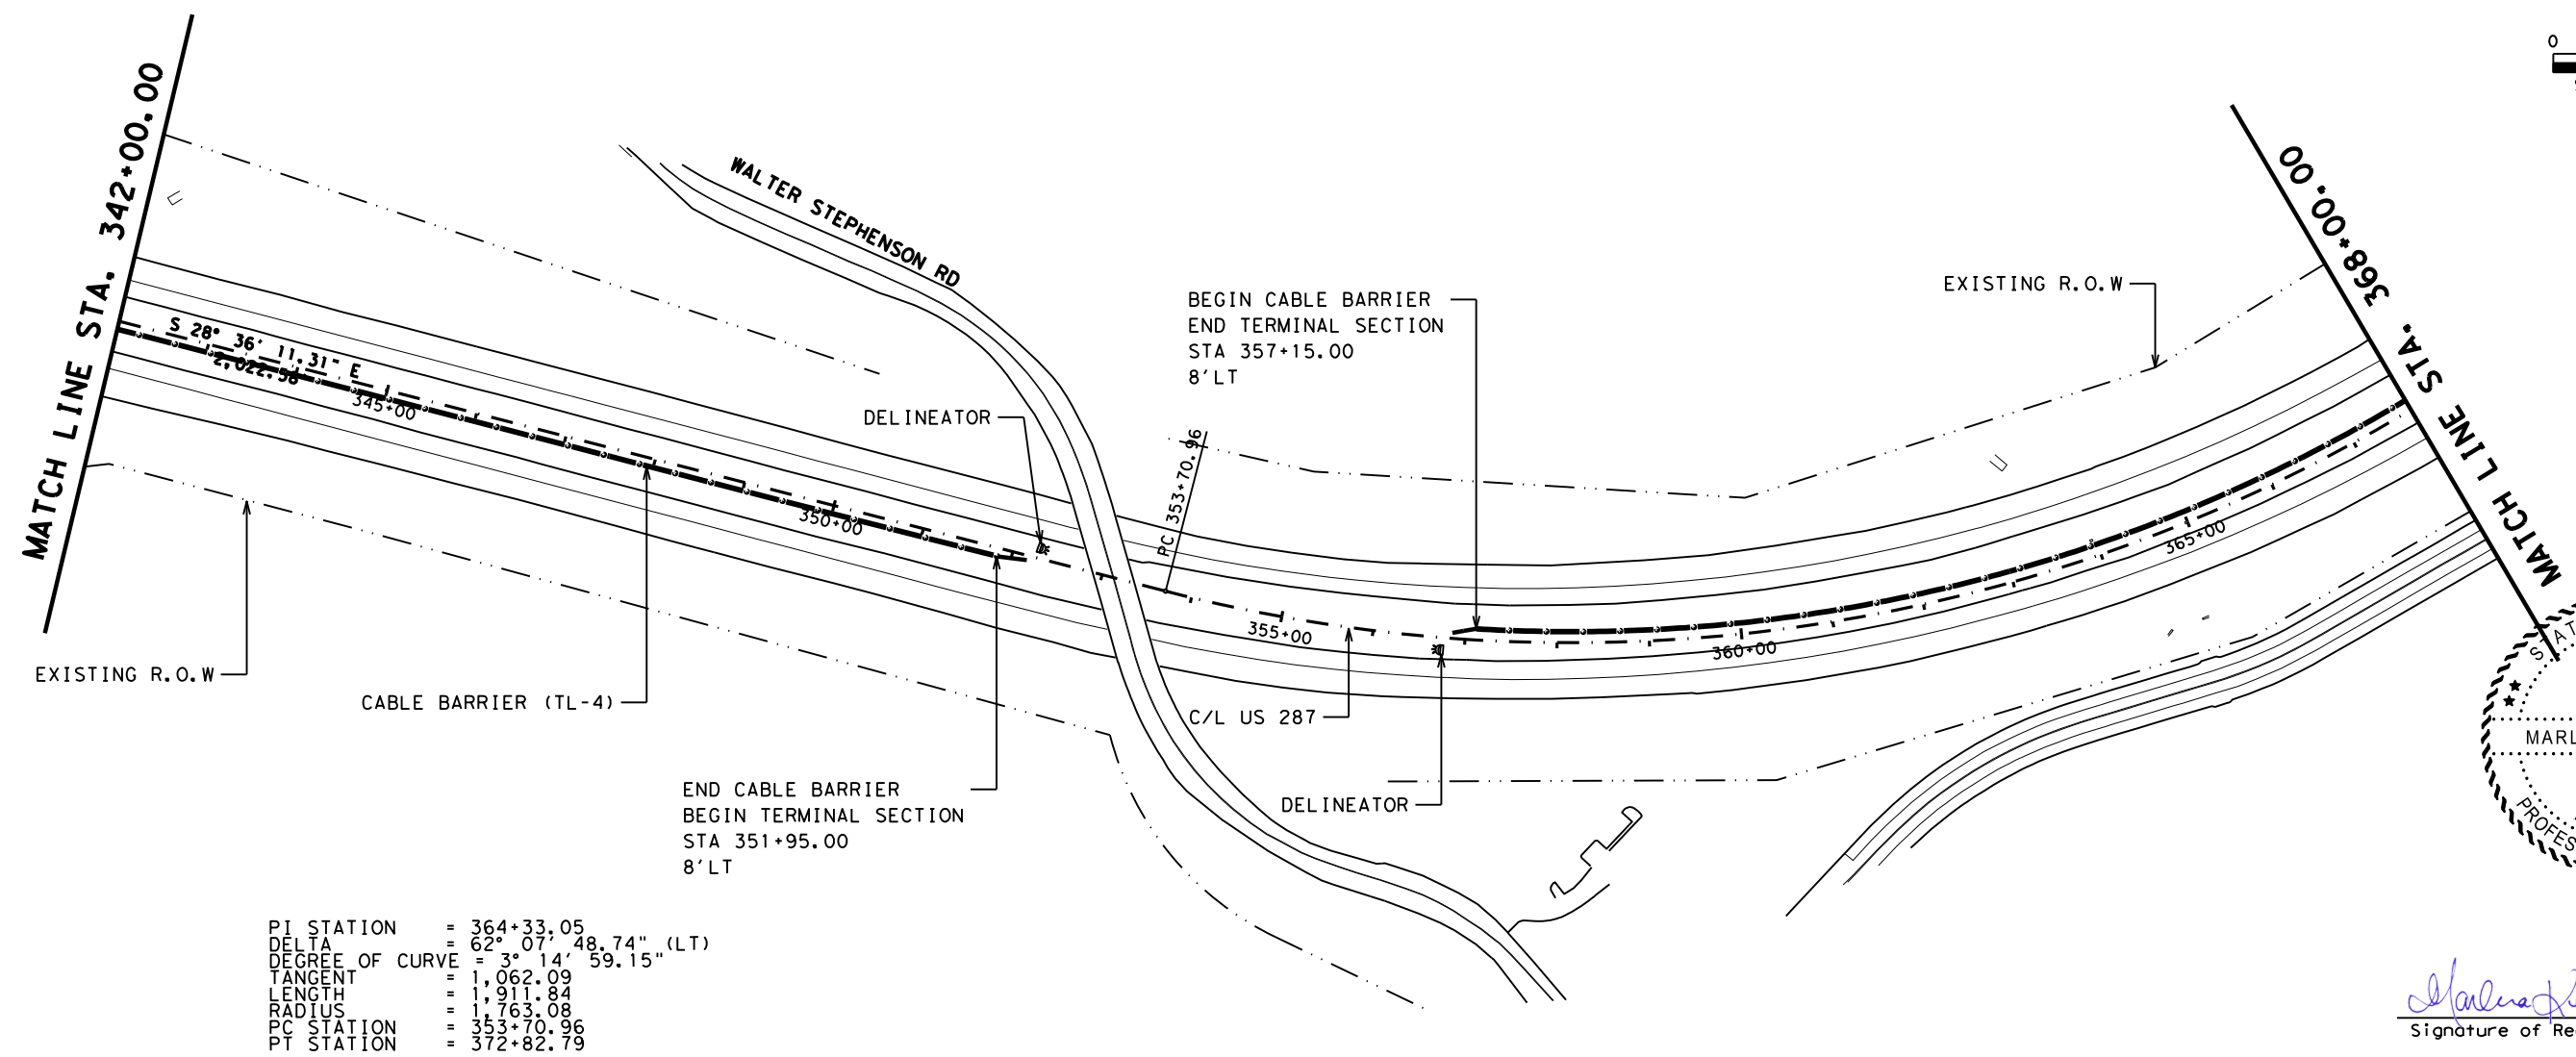 MATCH LINE STA. 342+00.00
S 28° 36' 11.31" E
2,022.58
345+00
350+00
WALTER STEPHENSON RD
DELINEATOR
BEGIN CABLE BARRIER
END TERMINAL SECTION
STA 357+15.00
8'LT
PC 353+70.96
EXISTING R.O.W
0
MATCH LINE STA. 368+00.00
355+00
360+00
365+00
EXISTING R.O.W
CABLE BARRIER (TL-4)
C/L US 287
DELINEATOR
END CABLE BARRIER
BEGIN TERMINAL SECTION
STA 351+95.00
8'LT
PI STATION = 364+33.05
DELTA = 62° 07' 48.74" (LT)
DEGREE OF CURVE = 3° 14' 59.15"
TANGENT = 1,062.09
LENGTH = 1,911.84
RADIUS = 1,763.08
PC STATION = 353+70.96
PT STATION = 372+82.79
MARL
PROFES
Signature of Re